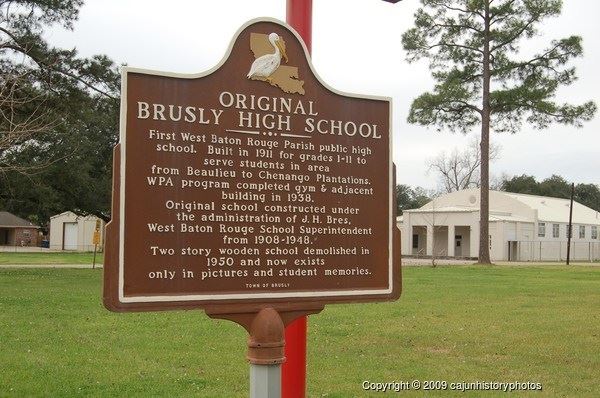 ORIGINAL
BRUSLY HIGH SCHOOL
First West Baton Rouge Parish public high
school. Built in 1911 for grades 1-11 to
serve students in area
from Beaulieu to Chenango Plantations.
WPA program completed gym & adjacent
building in 1938.
Original school constructed under
the administration of J.H. Bres,
West Baton Rouge School Superintendent
from 1908-1948.
Two story wooden school demolished in
1950 and now exists
only in pictures and student memories.
TOWN OF BRUSLY
Copyright © 2009 cajunhistoryphotos